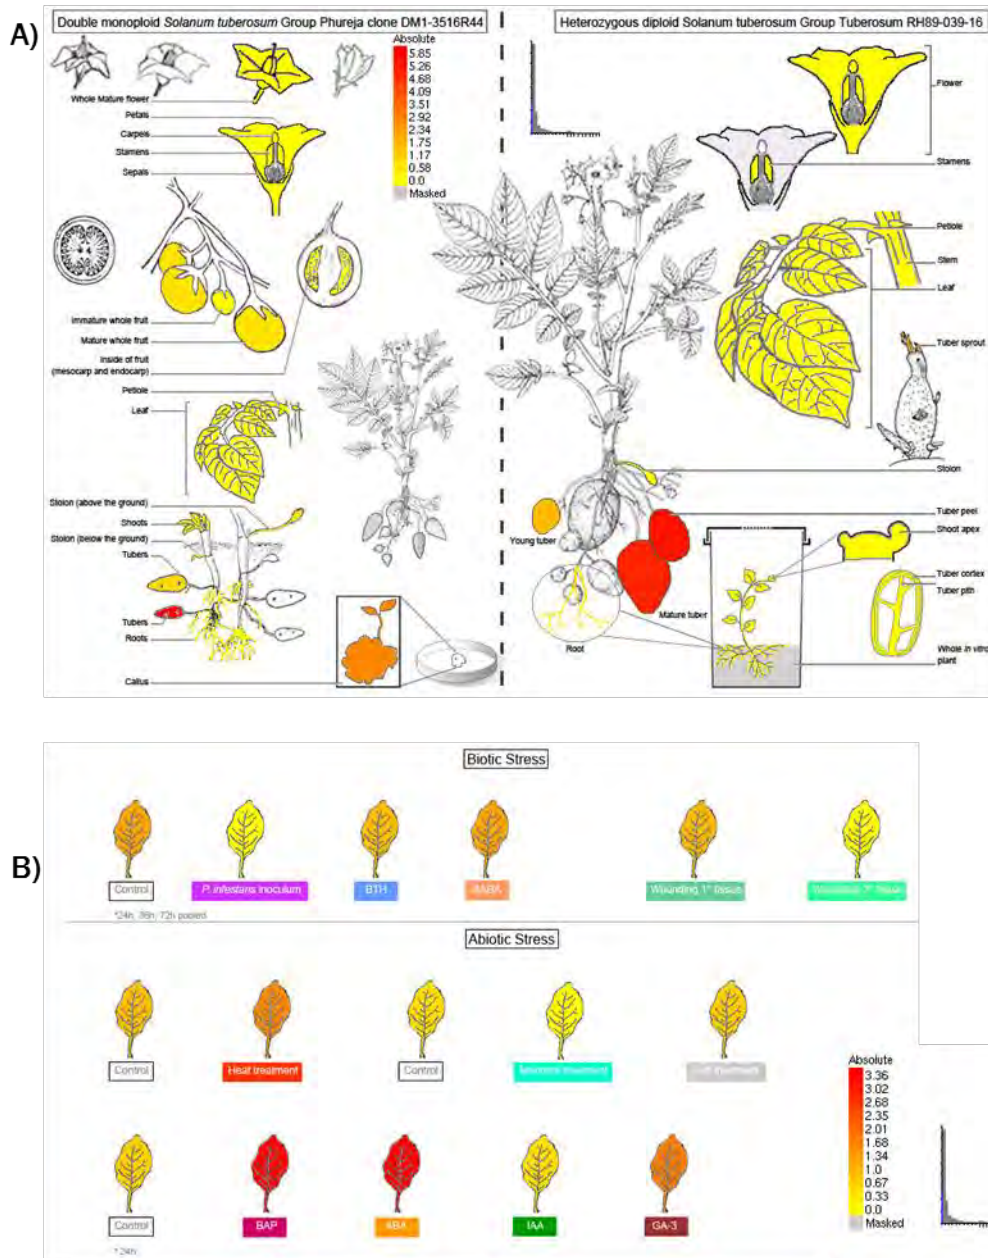 A)
Double monoploid Solanum tuberosum Group Phureja clone DM1-3516R44
Heterozygous diploid Solanum tuberosum Group Tuberosum RH89-039-16
Absolute
5.85
5.26
4.68
4.09
3.51
2.92
2.34
1.75
1.17
0.58
0.0
Masked
Whole Mature flower
Petals
Carpels
Stamens
Sepals
Immature whole fruit
Mature whole fruit
Inside of fruit
(mesocarp and endocarp)
Petiole
Leaf
Stolon (above the ground)
Shoots
Stolon (below the ground)
Tubers
Tubers
Roots
Callus
Flower
Stamens
Petiole
Stem
Leaf
Tuber sprout
Stolon
Tuber peel
Young tuber
Shoot apex
Tuber cortex
Tuber pith
Mature tuber
Root
Whole in vitro
plant
B)
Biotic Stress
Control
P. infestans inoculum
BTH
BABA
Wounding 1° tissue
Wounding 2° tissue
*24h, 36h, 72h pooled
Abiotic Stress
Control
Heat treatment
Control
treatment
treatment
Absolute
3.36
3.02
2.68
2.35
2.01
1.68
1.34
1.0
0.67
0.33
0.0
Masked
Control
BAP
ABA
IAA
GA-3
* 24h